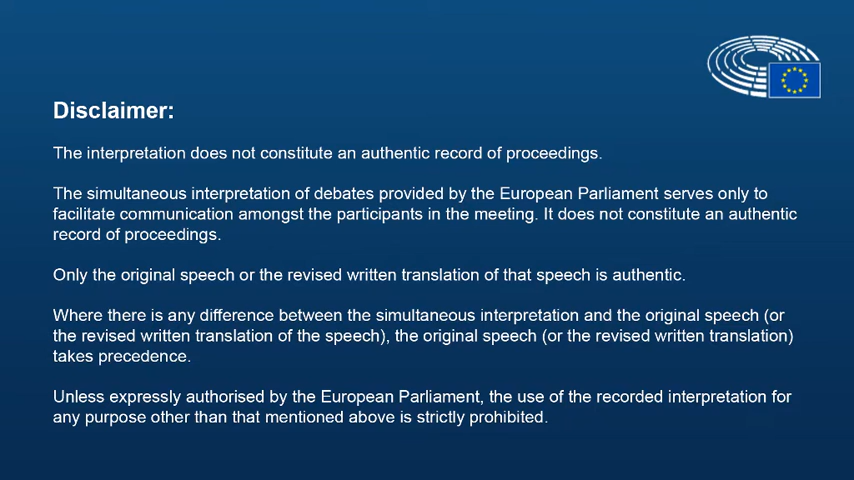 Disclaimer:
The interpretation does not constitute an authentic record of proceedings.
The simultaneous interpretation of debates provided by the European Parliament serves only to
facilitate communication amongst the participants in the meeting. It does not constitute an authentic
record of proceedings.
Only the original speech or the revised written translation of that speech is authentic.
Where there is any difference between the simultaneous interpretation and the original speech (or
the revised written translation of the speech), the original speech (or the revised written translation)
takes precedence.
Unless expressly authorised by the European Parliament, the use of the recorded interpretation for
any purpose other than that mentioned above is strictly prohibited.